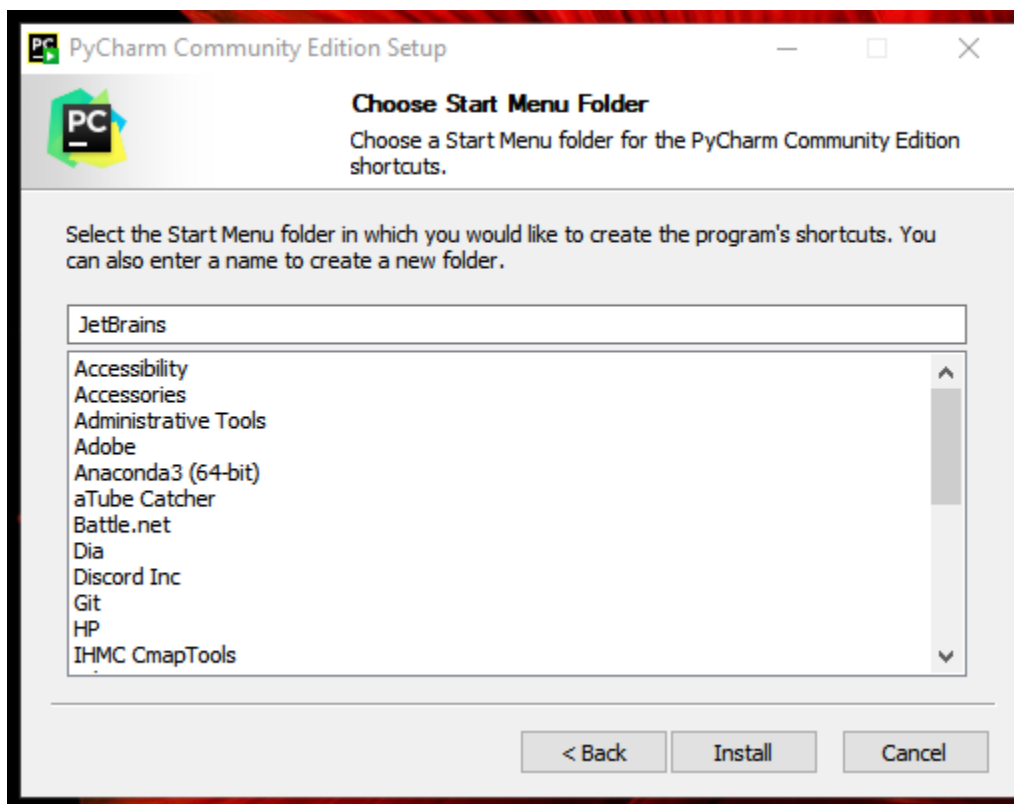 PC PyCharm Community Edition Setup
PC
Choose Start Menu Folder
Choose a Start Menu folder for the PyCharm Community Edition
shortcuts.
Select the Start Menu folder in which you would like to create the program's shortcuts. You
can also enter a name to create a new folder.
JetBrains
Accessibility
Accessories
Administrative Tools
Adobe
Anaconda3 (64-bit)
aTube Catcher
Battle.net
Dia
Discord Inc
Git
HP
IHMC CmapTools
< Back
Install
Cancel